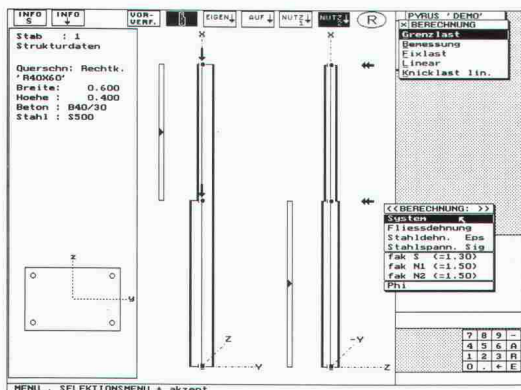 INFO S
INFO
VOR-
VERF.
EIGEN
AUF
NUTZ 1
NUTZ 2
R
PYRUS 'DEMO'
× BERECHNUNG
Grenzlast
Bemessung
Fixlast
Linear
Knicklast lin.
Stab : 1
Strukturdaten
Querschn: Rechtk.
'R40X60'
Breite: 0.600
Hoehe : 0.400
Beton : B40/30
Stahl : S500
x
x
z
y
Z
Y
-Y
Z
<<BERECHNUNG: >>
System
Fliessdehnung
Stahldehn. Eps
Stahlspann. Sig
fak S (=1.30)
fak N1 (=1.50)
fak N2 (=1.50)
Phi
7 8 9 -
4 5 6 A
1 2 3 R
0 . ← E
MENU , SELEKTIONSMENU + akzept